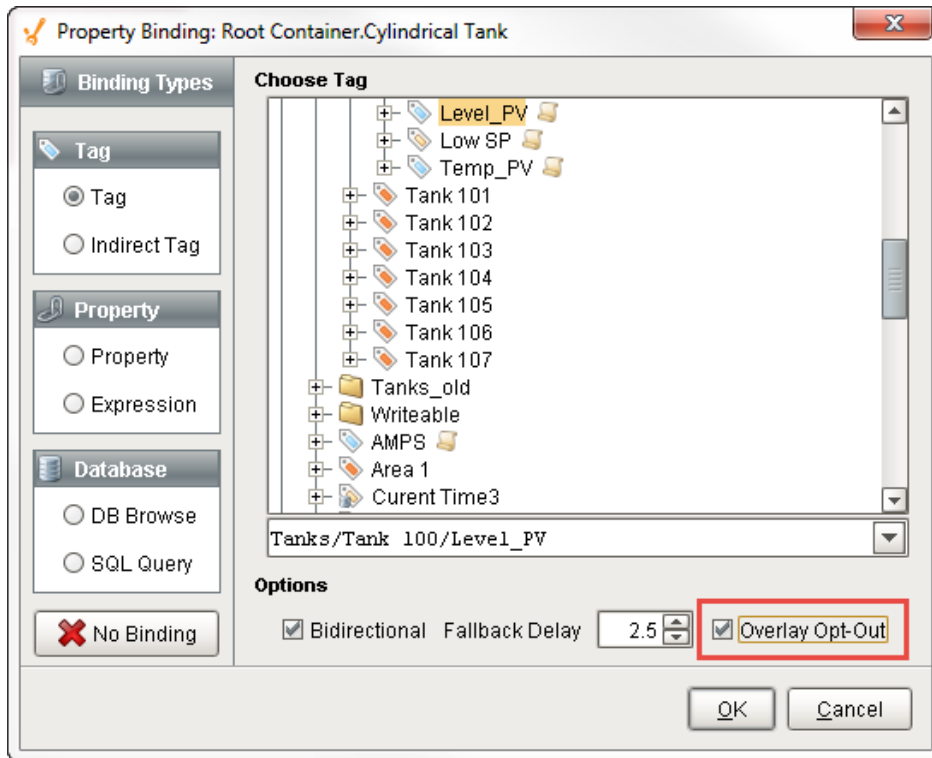 Property Binding: Root Container.Cylindrical Tank
Binding Types
Tag
Tag
Indirect Tag
Property
Property
Expression
Database
DB Browse
SQL Query
No Binding
Choose Tag
Level_PV
Low SP
Temp_PV
Tank 101
Tank 102
Tank 103
Tank 104
Tank 105
Tank 106
Tank 107
Tanks_old
Writeable
AMPS
Area 1
Curent Time3
Tanks/Tank 100/Level_PV
Options
Bidirectional Fallback Delay 2.5 Overlay Opt-Out
OK Cancel